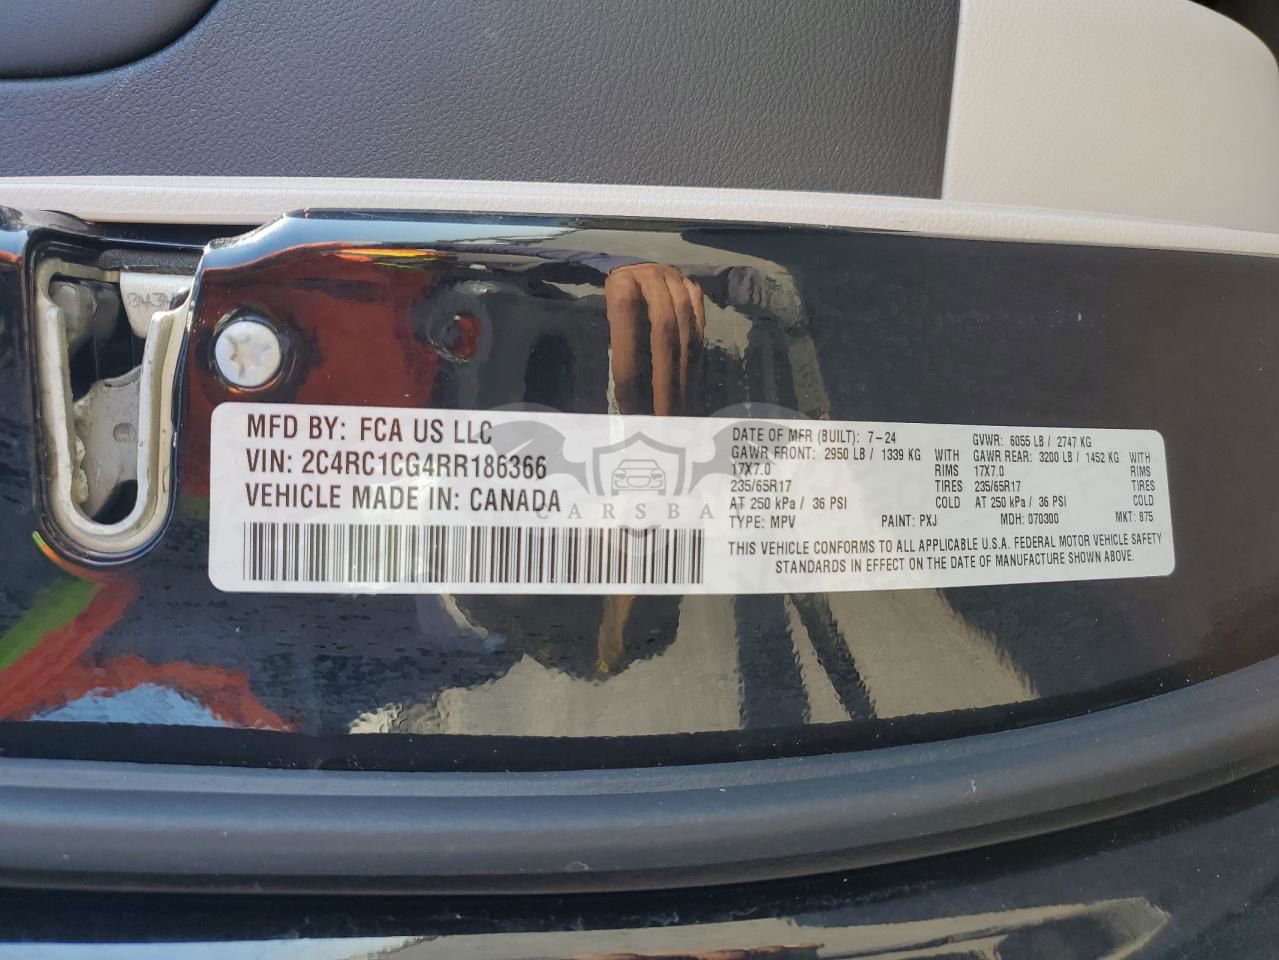 MFD BY: FCA US LLC
VIN: 2C4RC1CG4RR186366
VEHICLE MADE IN: CANADA
DATE OF MFR (BUILT): 7-24 GVWR: 6055 LB / 2747 KG
GAWR FRONT: 2950 LB / 1339 KG WITH GAWR REAR: 3200 LB / 1452 KG WITH
17X7.0 RIMS 17X7.0 RIMS
235/65R17 TIRES 235/65R17 TIRES
AT 250 kPa / 36 PSI COLD AT 250 kPa / 36 PSI COLD
TYPE: MPV PAINT: PXJ MDH: 070300 MKT: 875
THIS VEHICLE CONFORMS TO ALL APPLICABLE U.S.A. FEDERAL MOTOR VEHICLE SAFETY
STANDARDS IN EFFECT ON THE DATE OF MANUFACTURE SHOWN ABOVE.